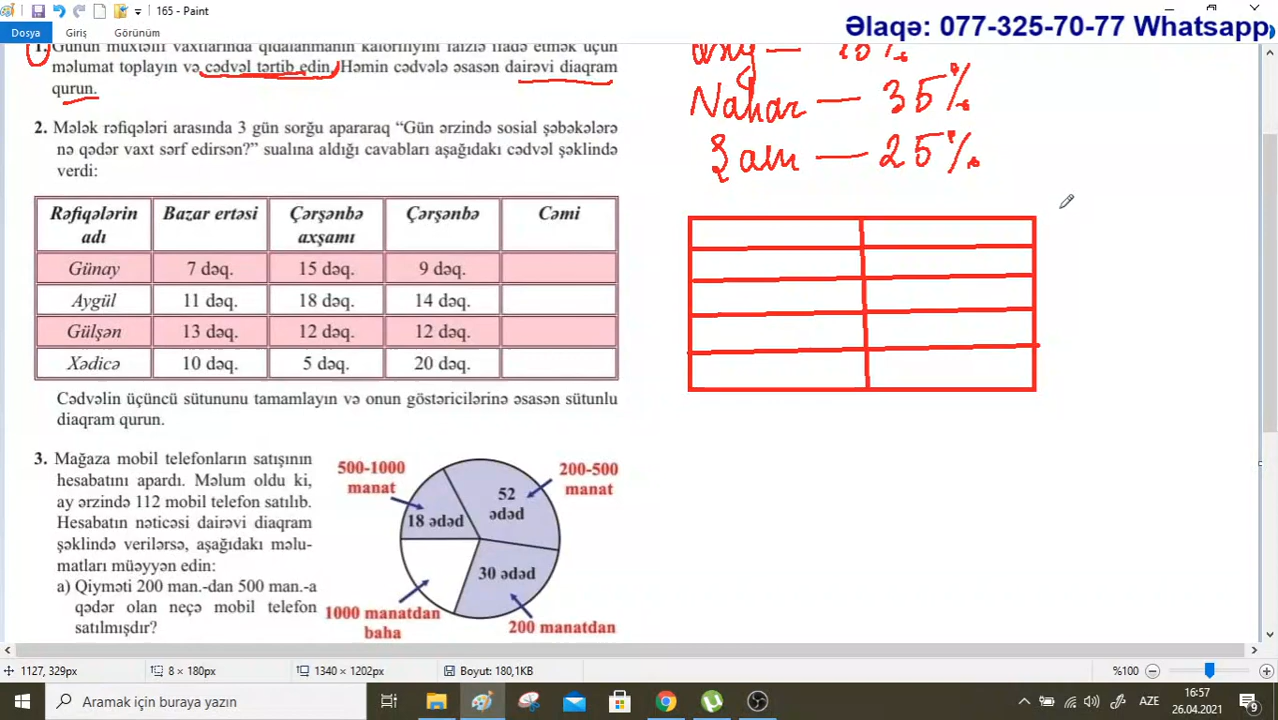 165 - Paint
Əlaqə: 077-325-70-77 Whatsapp
Dosya
Giriş
Görünüm
1. Günün müxtəlif vaxtlarında qidalanmanın kaloriliyini faizlə ifadə etmək üçün
məlumat toplayın və cədvəl tərtib edin. Həmin cədvələ əsasən dairəvi diaqram
qurun.
2. Mələk rəfiqələri arasında 3 gün sorğu apararaq “Gün ərzində sosial şəbəkələrə
nə qədər vaxt sərf edirsən?” sualına aldığı cavabları aşağıdakı cədvəl şəklində
verdi:
Rəfiqələrin adı Bazar ertəsi Çərşənbə axşamı Çərşənbə Cəmi
Günay 7 dəq. 15 dəq. 9 dəq.
Aygül 11 dəq. 18 dəq. 14 dəq.
Gülşən 13 dəq. 12 dəq. 12 dəq.
Xədicə 10 dəq. 5 dəq. 20 dəq.
Cədvəlin üçüncü sütununu tamamlayın və onun göstəricilərinə əsasən sütunlu
diaqram qurun.
3. Mağaza mobil telefonların satışının
hesabatını apardı. Məlum oldu ki,
ay ərzində 112 mobil telefon satılıb.
Hesabatın nəticəsi dairəvi diaqram
şəklində verilərsə, aşağıdakı məlu-
matları müəyyən edin:
a) Qiyməti 200 man.-dan 500 man.-a
qədər olan neçə mobil telefon
satılmışdır?
500-1000
manat
200-500
manat
52
ədəd
18 ədəd
30 ədəd
1000 manatdan
baha
200 manatdan
Nahar — 35%
Şam — 25%
1127, 329px
8 × 180px
1340 × 1202px
Boyut: 180,1KB
%100
Aramak için buraya yazın
AZE
16:57
26.04.2021
9